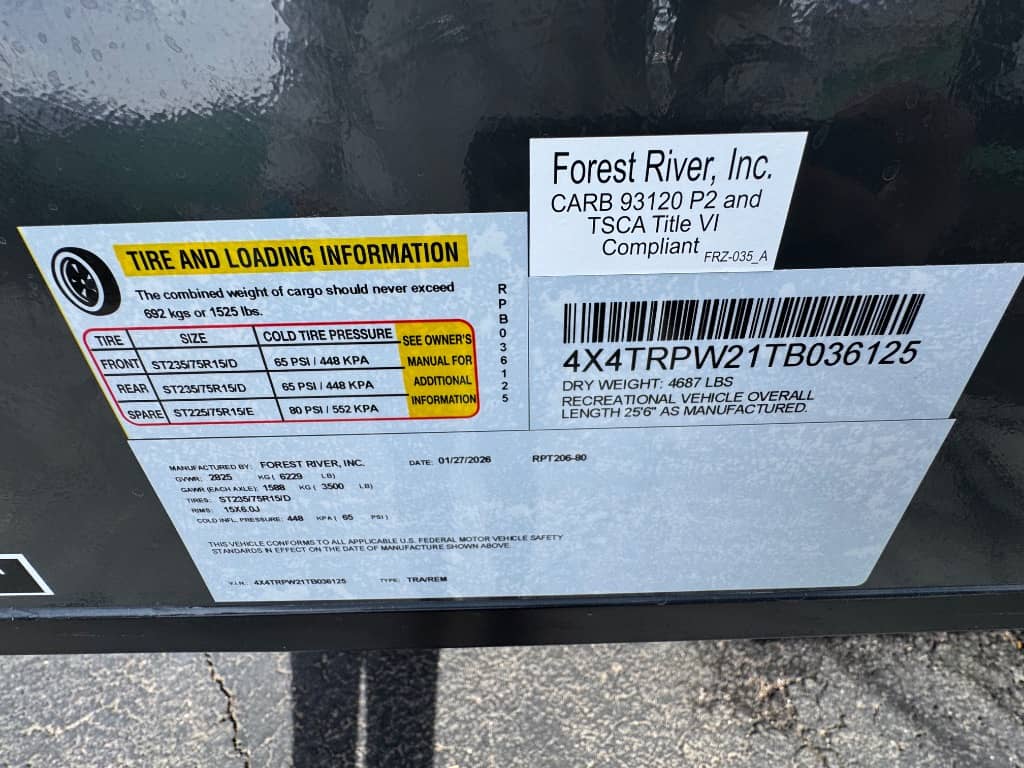 Forest River, Inc.
CARB 93120 P2 and
TSCA Title VI
Compliant FRZ-035_A
TIRE AND LOADING INFORMATION
The combined weight of cargo should never exceed
692 kgs or 1525 lbs.
TIRE SIZE COLD TIRE PRESSURE SEE OWNER'S MANUAL FOR ADDITIONAL INFORMATION
FRONT ST235/75R15/D 65 PSI / 448 KPA
REAR ST235/75R15/D 65 PSI / 448 KPA
SPARE ST225/75R15/E 80 PSI / 552 KPA
RPB036125
4X4TRPW21TB036125
DRY WEIGHT: 4687 LBS
RECREATIONAL VEHICLE OVERALL
LENGTH 25'6" AS MANUFACTURED.
MANUFACTURED BY: FOREST RIVER, INC. DATE: 01/27/2026 RPT206-80
GVWR: 2825 KG ( 6229 LB)
GAWR (EACH AXLE): 1588 KG ( 3500 LB)
TIRES: ST235/75R15/D
RIMS: 15X6.0J
COLD INFL. PRESSURE: 448 KPA ( 65 PSI )
THIS VEHICLE CONFORMS TO ALL APPLICABLE U.S. FEDERAL MOTOR VEHICLE SAFETY
STANDARDS IN EFFECT ON THE DATE OF MANUFACTURE SHOWN ABOVE.
V.I.N.: 4X4TRPW21TB036125 TYPE: TRA/REM